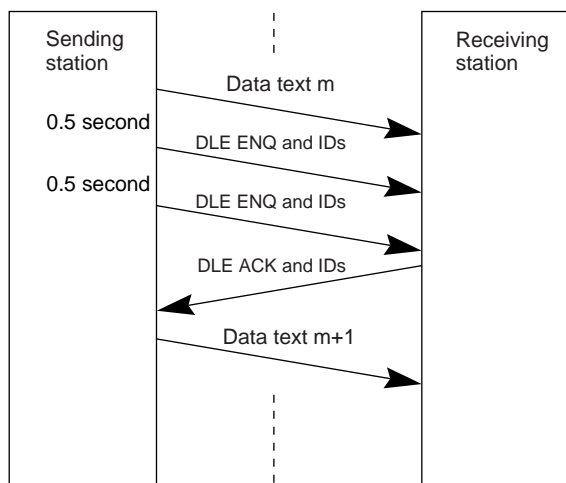 Sending
station
Receiving
station
Data text m
0.5 second
DLE ENQ and IDs
0.5 second
DLE ENQ and IDs
DLE ACK and IDs
Data text m+1